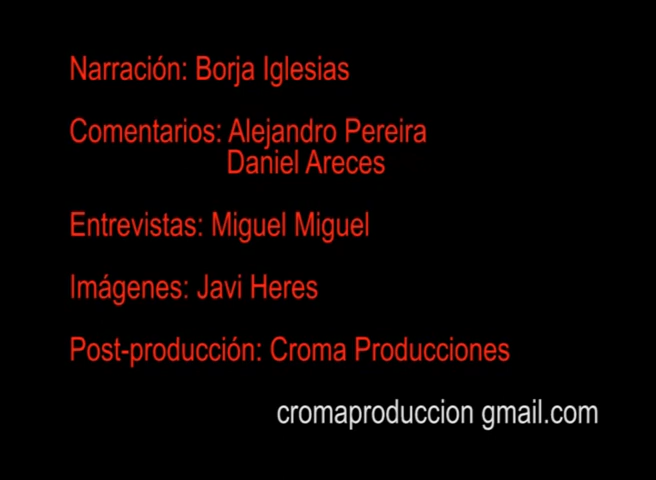 Narración: Borja Iglesias
Comentarios: Alejandro Pereira
Daniel Areces
Entrevistas: Miguel Miguel
Imágenes: Javi Heres
Post-producción: Croma Producciones
cromaproduccion gmail.com